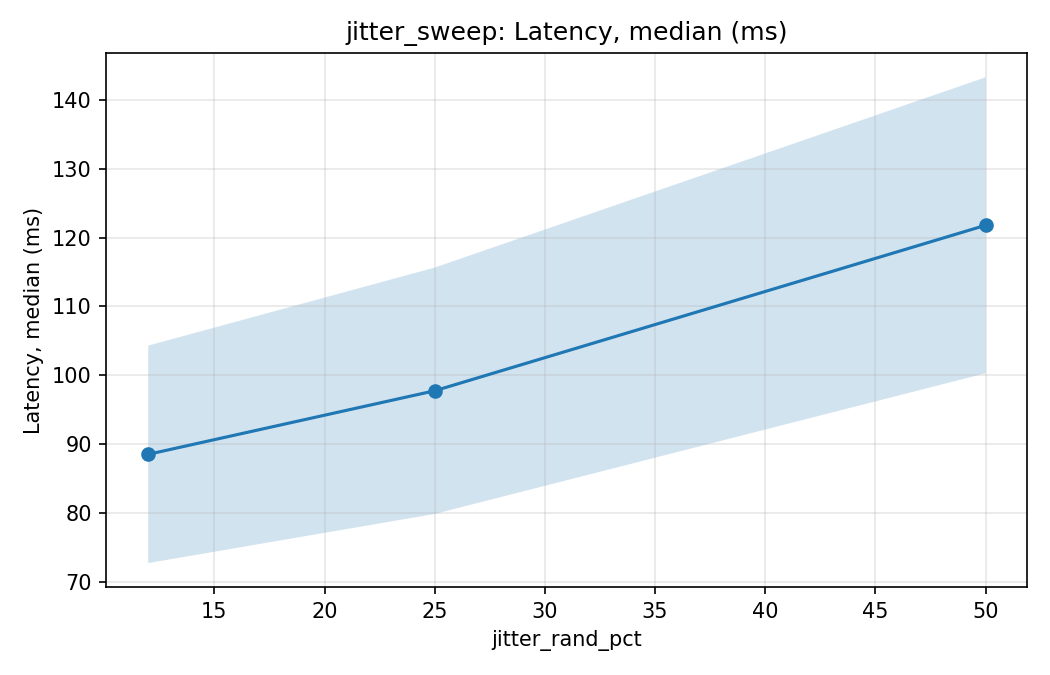 jitter_sweep: Latency, median (ms)
Latency, median (ms)
140
130
120
110
100
90
80
70
15 20 25 30 35 40 45 50
jitter_rand_pct